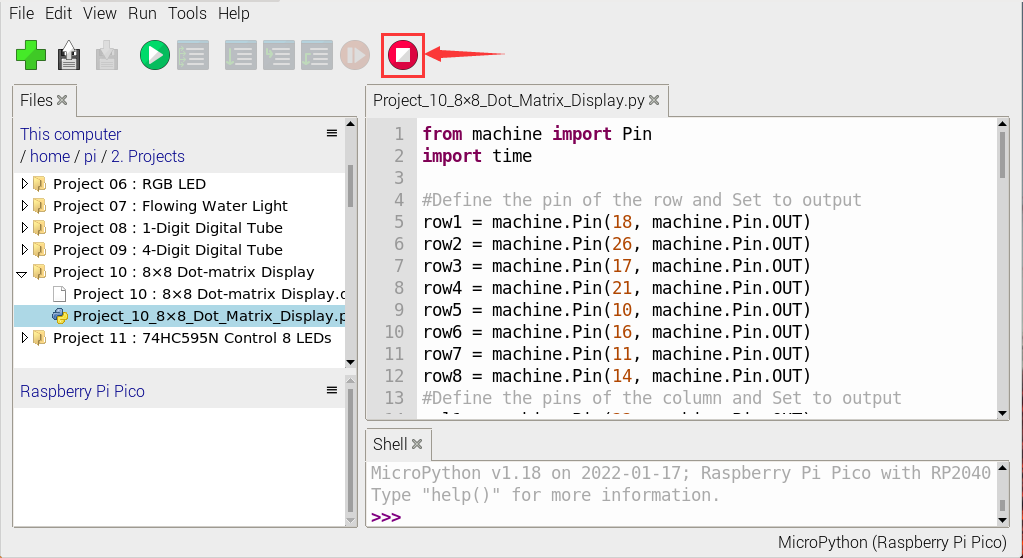 File Edit View Run Tools Help
Files
This computer
/ home / pi / 2. Projects
Project 06 : RGB LED
Project 07 : Flowing Water Light
Project 08 : 1-Digit Digital Tube
Project 09 : 4-Digit Digital Tube
Project 10 : 8×8 Dot-matrix Display
Project 10 : 8×8 Dot-matrix Display.
Project_10_8×8_Dot_Matrix_Display.p
Project 11 : 74HC595N Control 8 LEDs
Raspberry Pi Pico
Project_10_8×8_Dot_Matrix_Display.py
1 from machine import Pin
2 import time
3
4 #Define the pin of the row and Set to output
5 row1 = machine.Pin(18, machine.Pin.OUT)
6 row2 = machine.Pin(26, machine.Pin.OUT)
7 row3 = machine.Pin(17, machine.Pin.OUT)
8 row4 = machine.Pin(21, machine.Pin.OUT)
9 row5 = machine.Pin(10, machine.Pin.OUT)
10 row6 = machine.Pin(16, machine.Pin.OUT)
11 row7 = machine.Pin(11, machine.Pin.OUT)
12 row8 = machine.Pin(14, machine.Pin.OUT)
13 #Define the pins of the column and Set to output
Shell
MicroPython v1.18 on 2022-01-17; Raspberry Pi Pico with RP2040
Type "help()" for more information.
>>>
MicroPython (Raspberry Pi Pico)